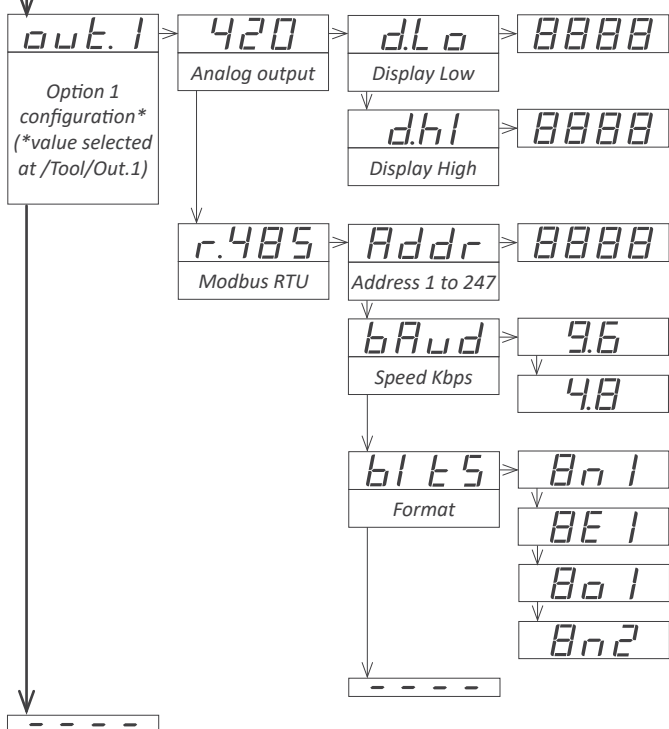 out.1
Option 1
configuration*
(*value selected
at /Tool/Out.1)
420
Analog output
d.Lo
Display Low
8888
d.hI
Display High
8888
r.485
Modbus RTU
Addr
Address 1 to 247
8888
bAud
Speed Kbps
9.6
4.8
bItS
Format
8n1
8E1
8o1
8n2
- - - -
- - - -